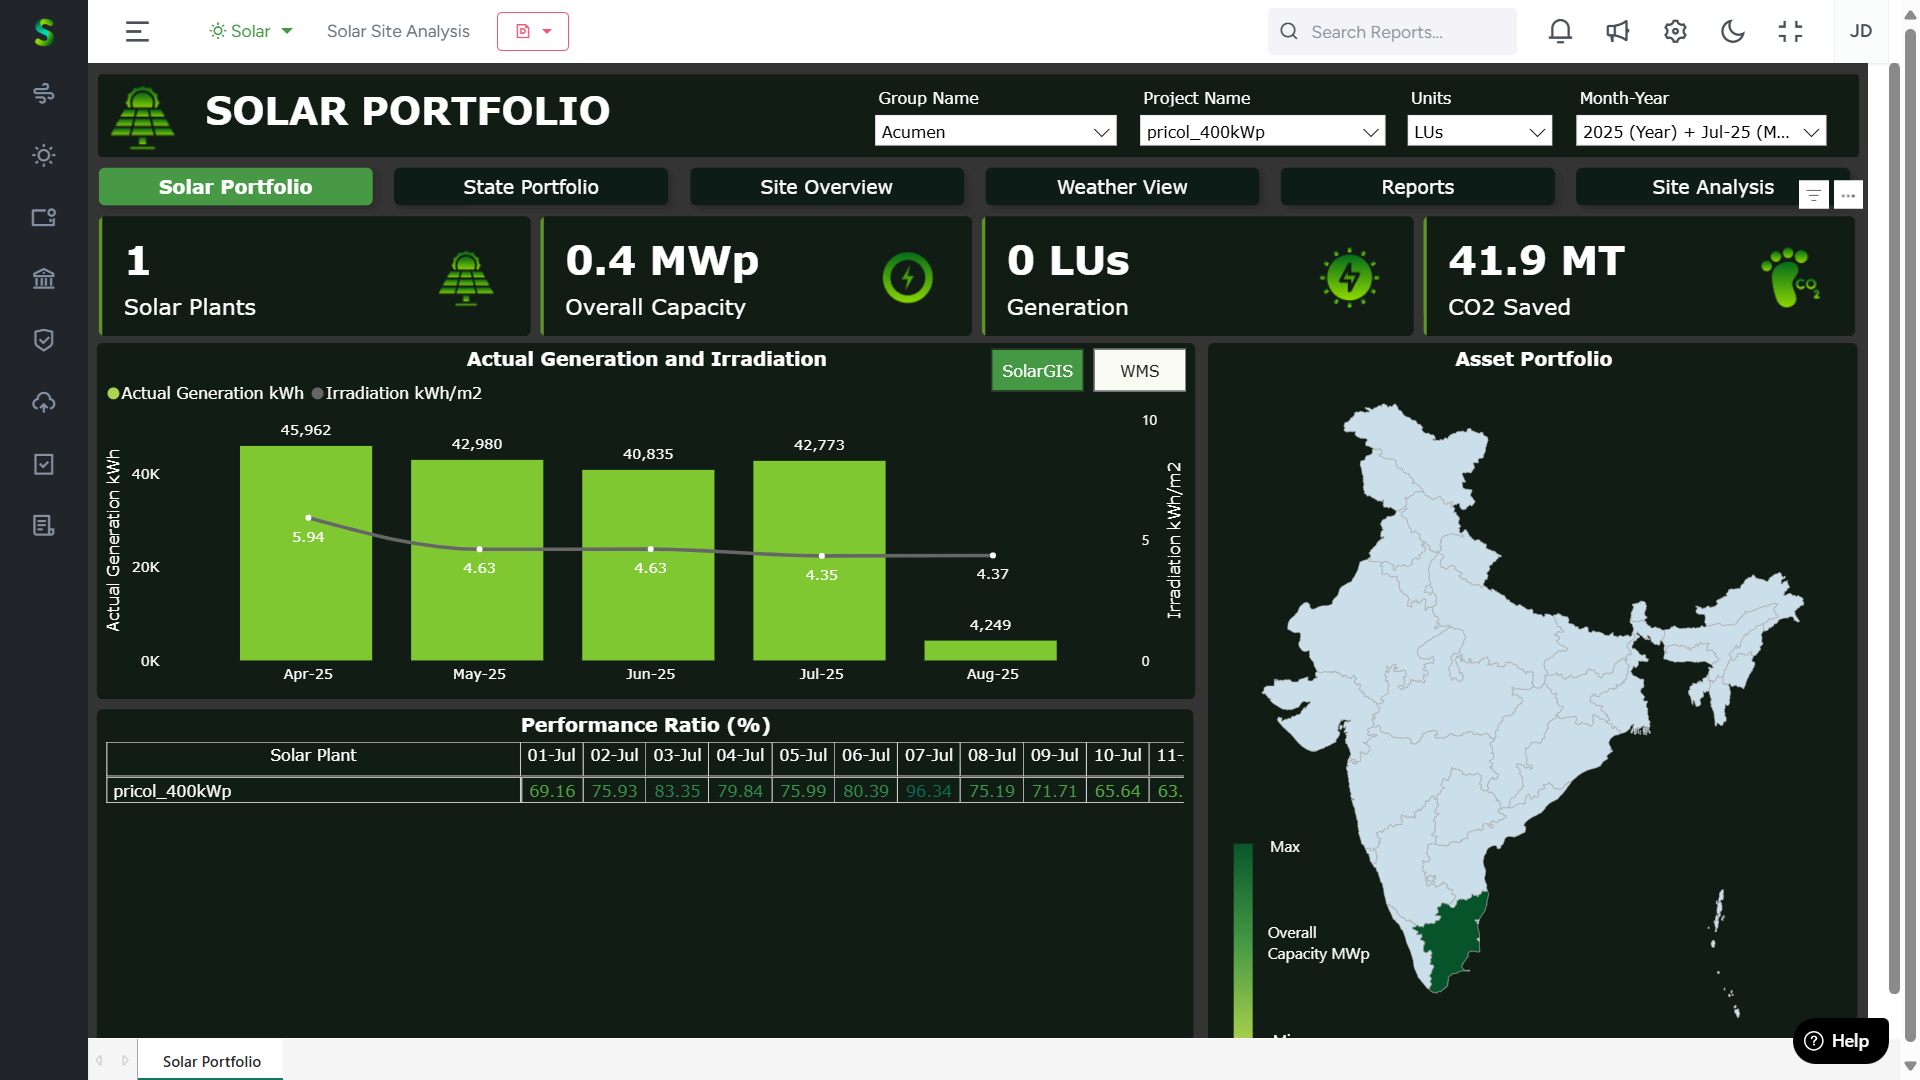 Solar
Solar Site Analysis
Search Reports...
JD
SOLAR PORTFOLIO
Group Name
Acumen
Project Name
pricol_400kWp
Units
LUs
Month-Year
2025 (Year) + Jul-25 (M...
Solar Portfolio
State Portfolio
Site Overview
Weather View
Reports
Site Analysis
1
Solar Plants
0.4 MWp
Overall Capacity
0 LUs
Generation
41.9 MT
CO2 Saved
CO2
Actual Generation and Irradiation
SolarGIS
WMS
Actual Generation kWh
Irradiation kWh/m2
Actual Generation kWh
40K
20K
0K
45,962
42,980
40,835
42,773
4,249
5.94
4.63
4.63
4.35
4.37
Apr-25
May-25
Jun-25
Jul-25
Aug-25
10
5
0
Irradiation kWh/m2
Performance Ratio (%)
Solar Plant 01-Jul 02-Jul 03-Jul 04-Jul 05-Jul 06-Jul 07-Jul 08-Jul 09-Jul 10-Jul 11-
pricol_400kWp 69.16 75.93 83.35 79.84 75.99 80.39 96.34 75.19 71.71 65.64 63.
Asset Portfolio
Max
Overall
Capacity MWp
Help
Solar Portfolio